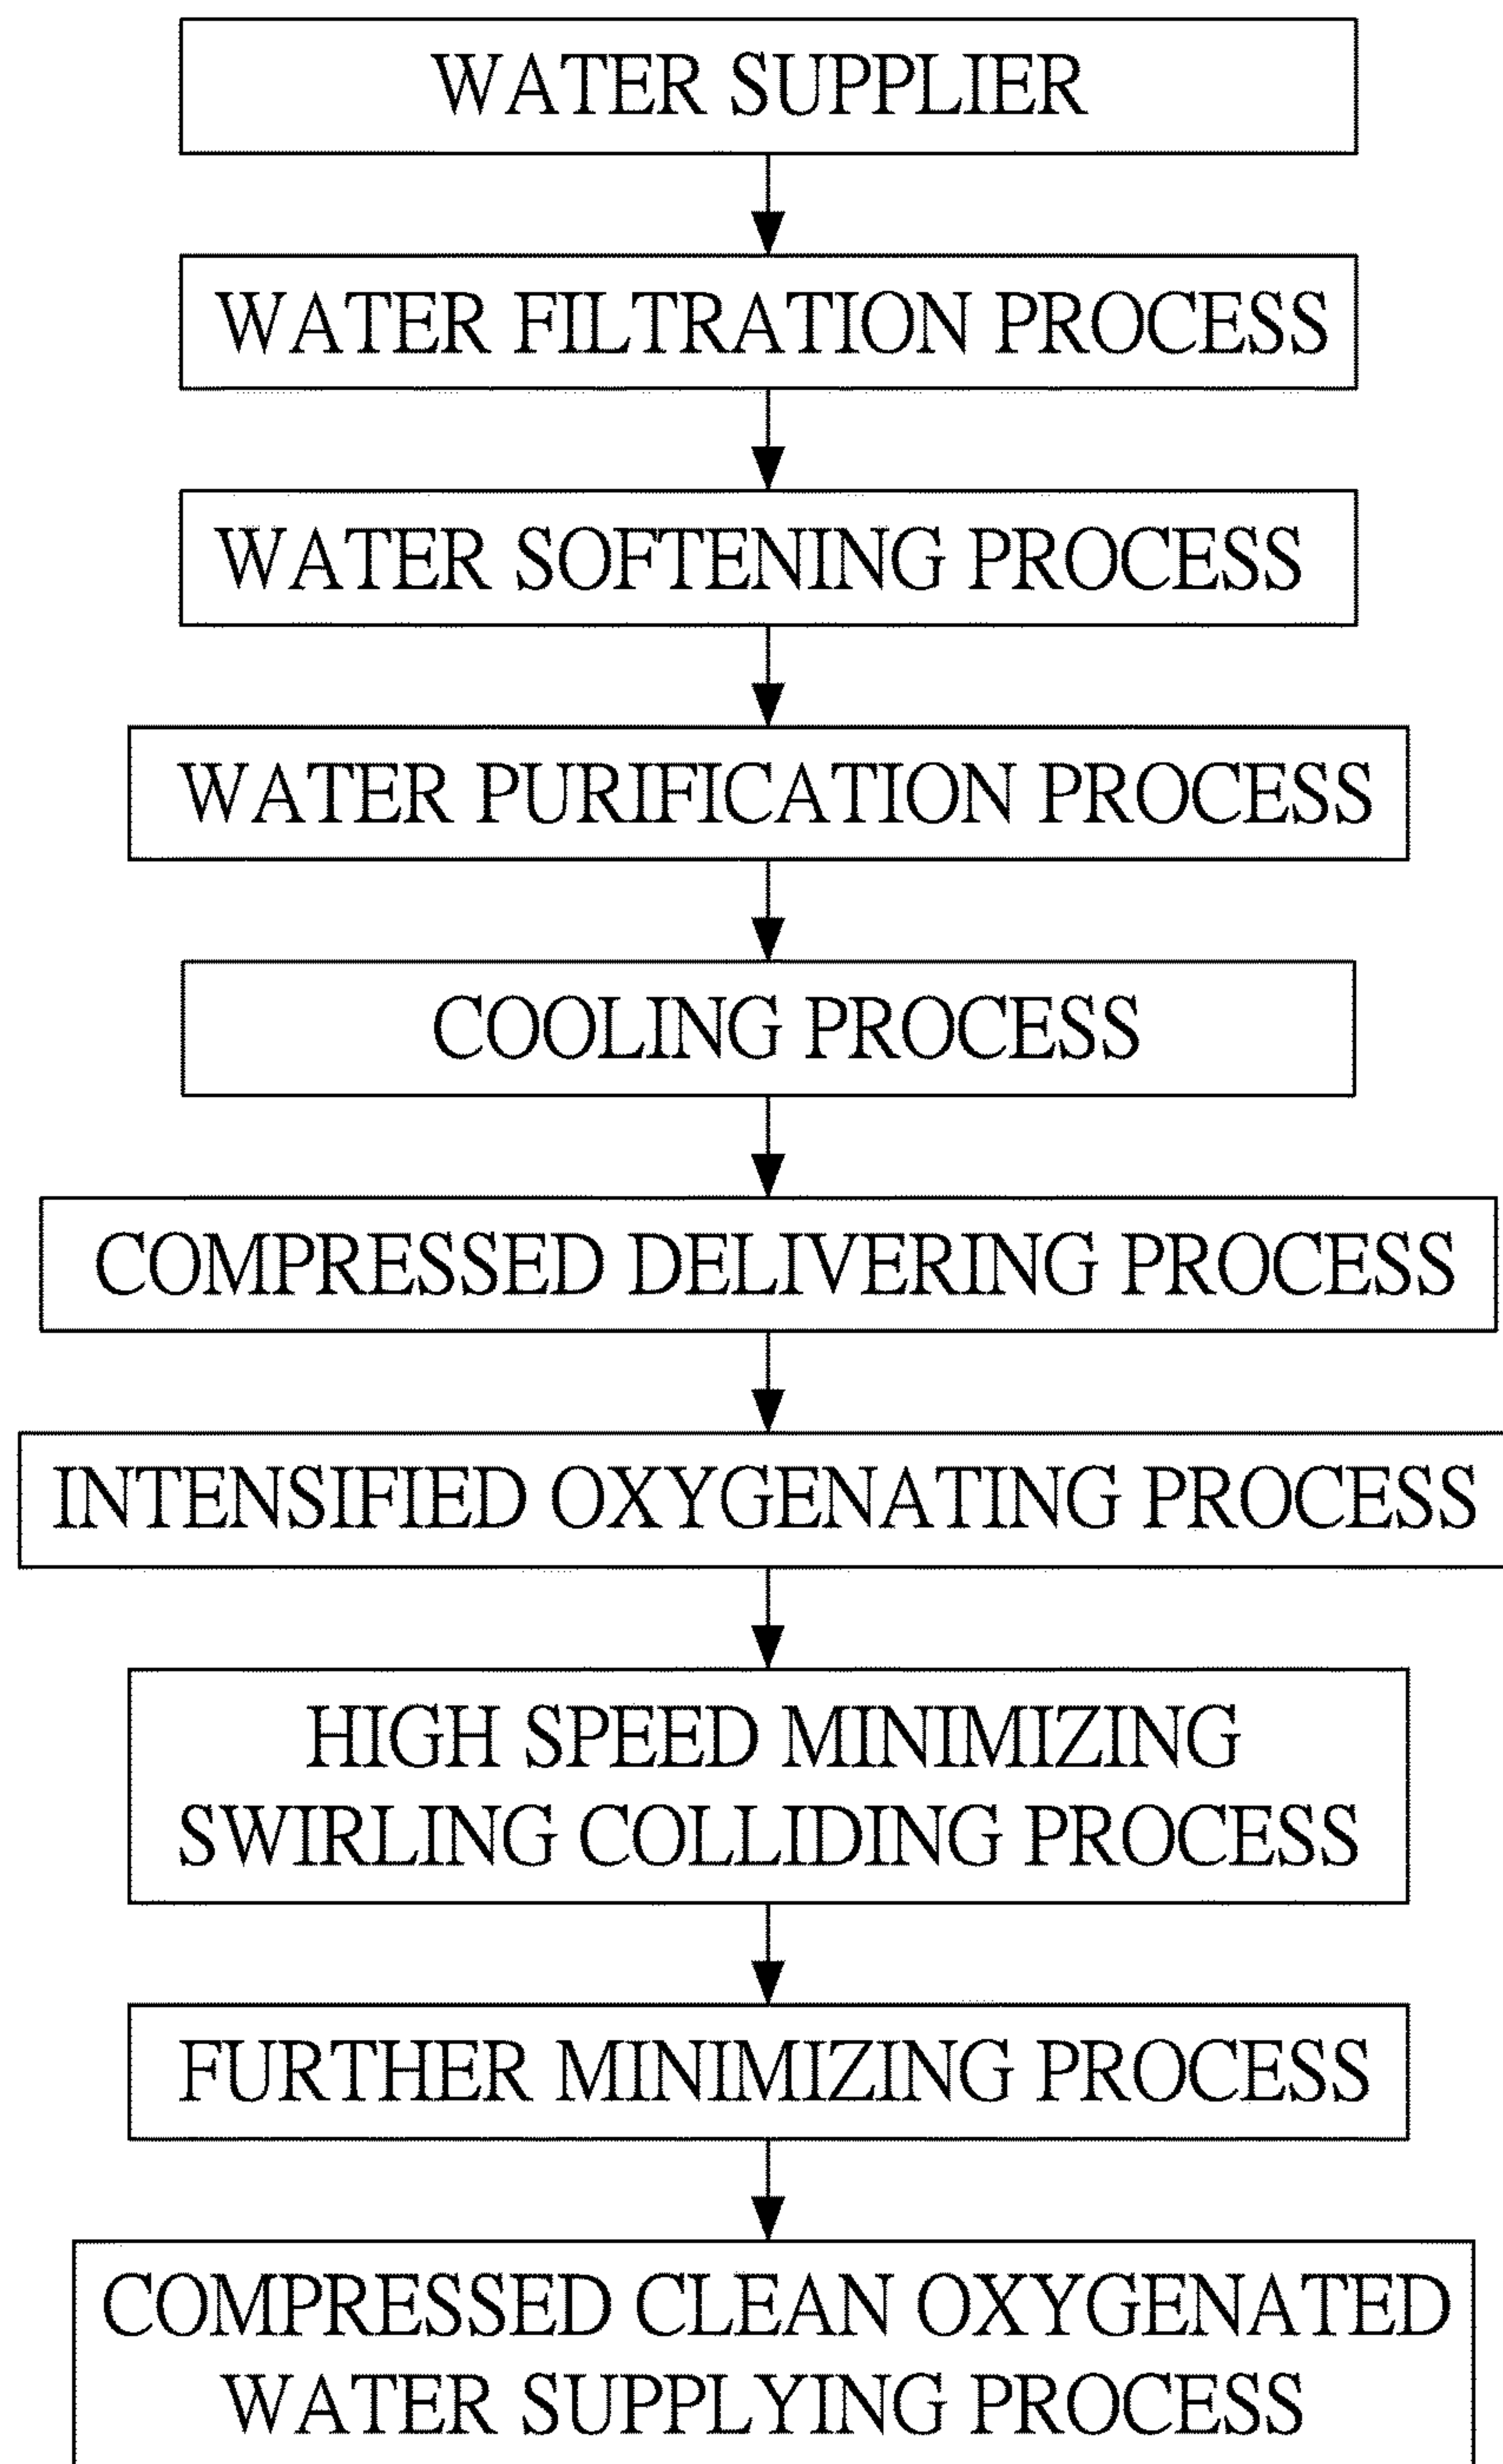 WATER SUPPLIER
WATER FILTRATION PROCESS
WATER SOFTENING PROCESS
WATER PURIFICATION PROCESS
COOLING PROCESS
COMPRESSED DELIVERING PROCESS
INTENSIFIED OXYGENATING PROCESS
HIGH SPEED MINIMIZING
SWIRLING COLLIDING PROCESS
FURTHER MINIMIZING PROCESS
COMPRESSED CLEAN OXYGENATED
WATER SUPPLYING PROCESS